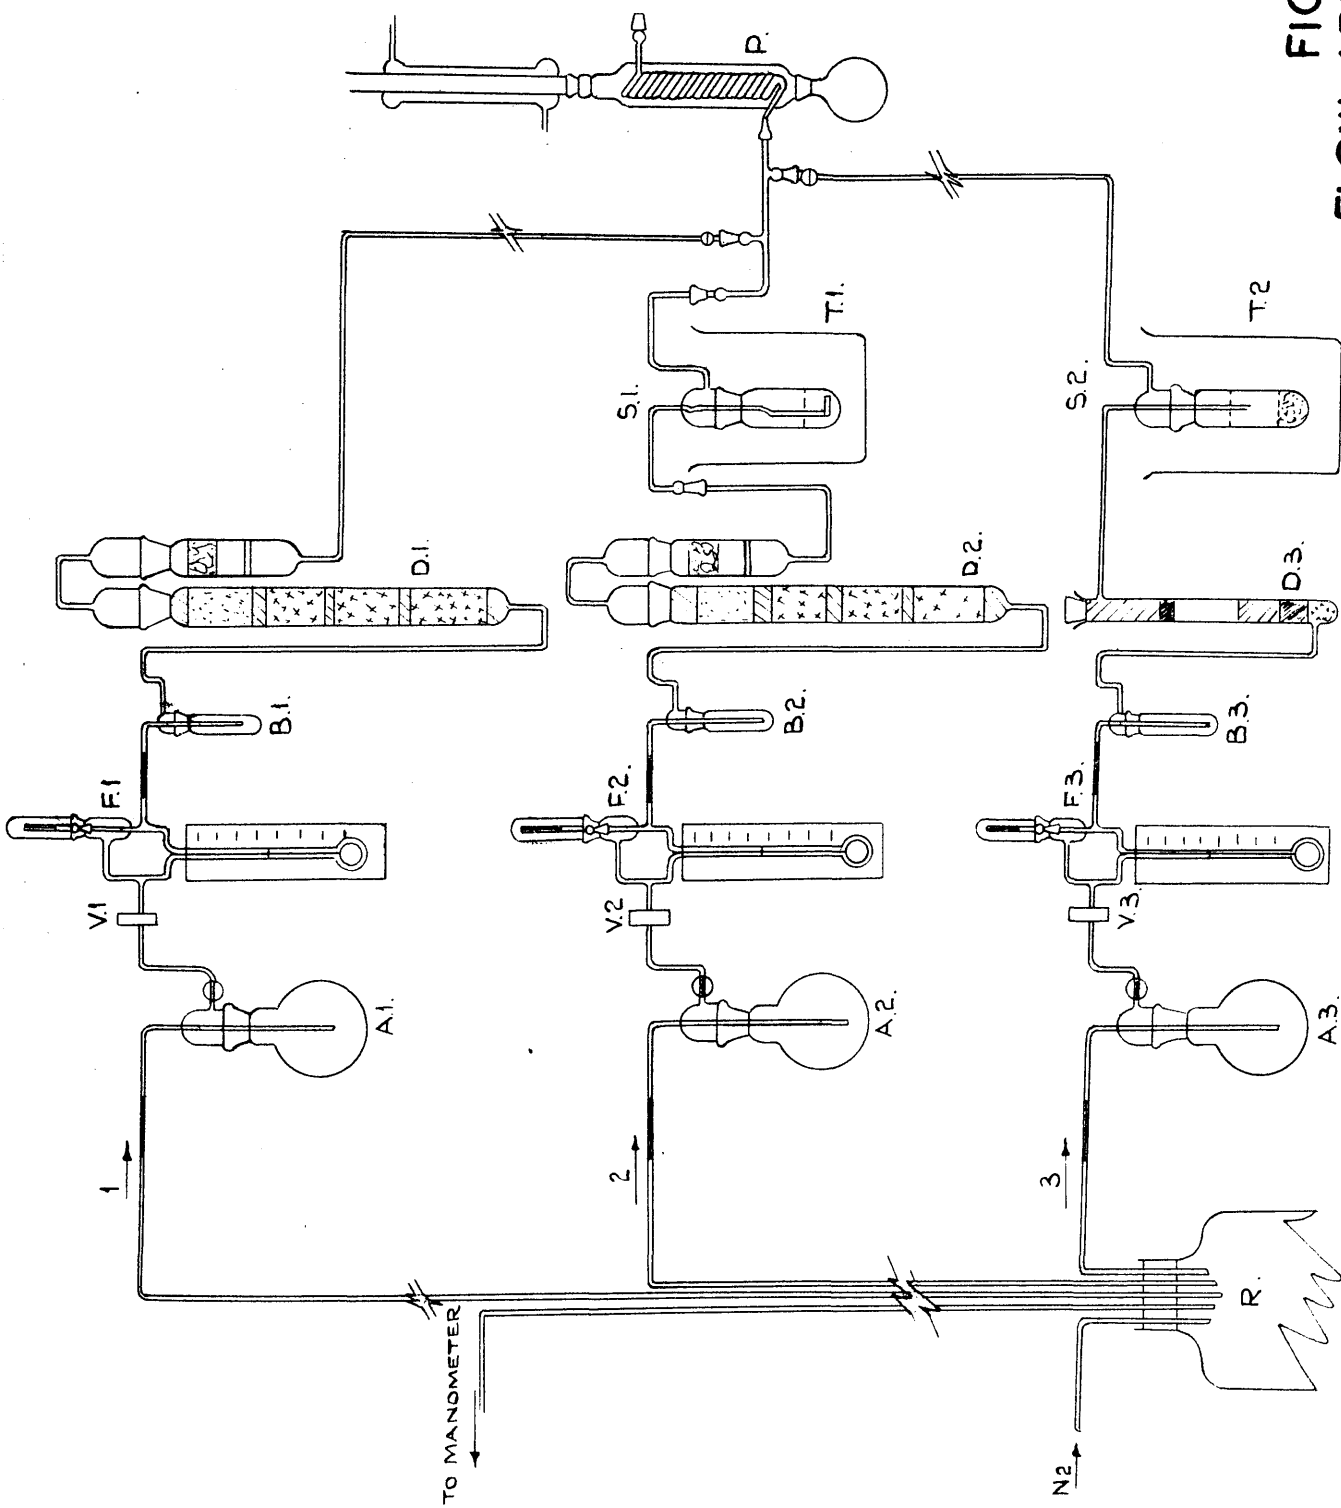 FIG
TO MANOMETER
N2
R.
1
2
3
A.1.
A.2.
A.3.
V.1
V.2
V.3.
F.1
F.2.
F.3.
B.1.
B.2.
B.3.
D.1.
D.2.
D.3.
S.1.
S.2.
T.1.
T.2
P.